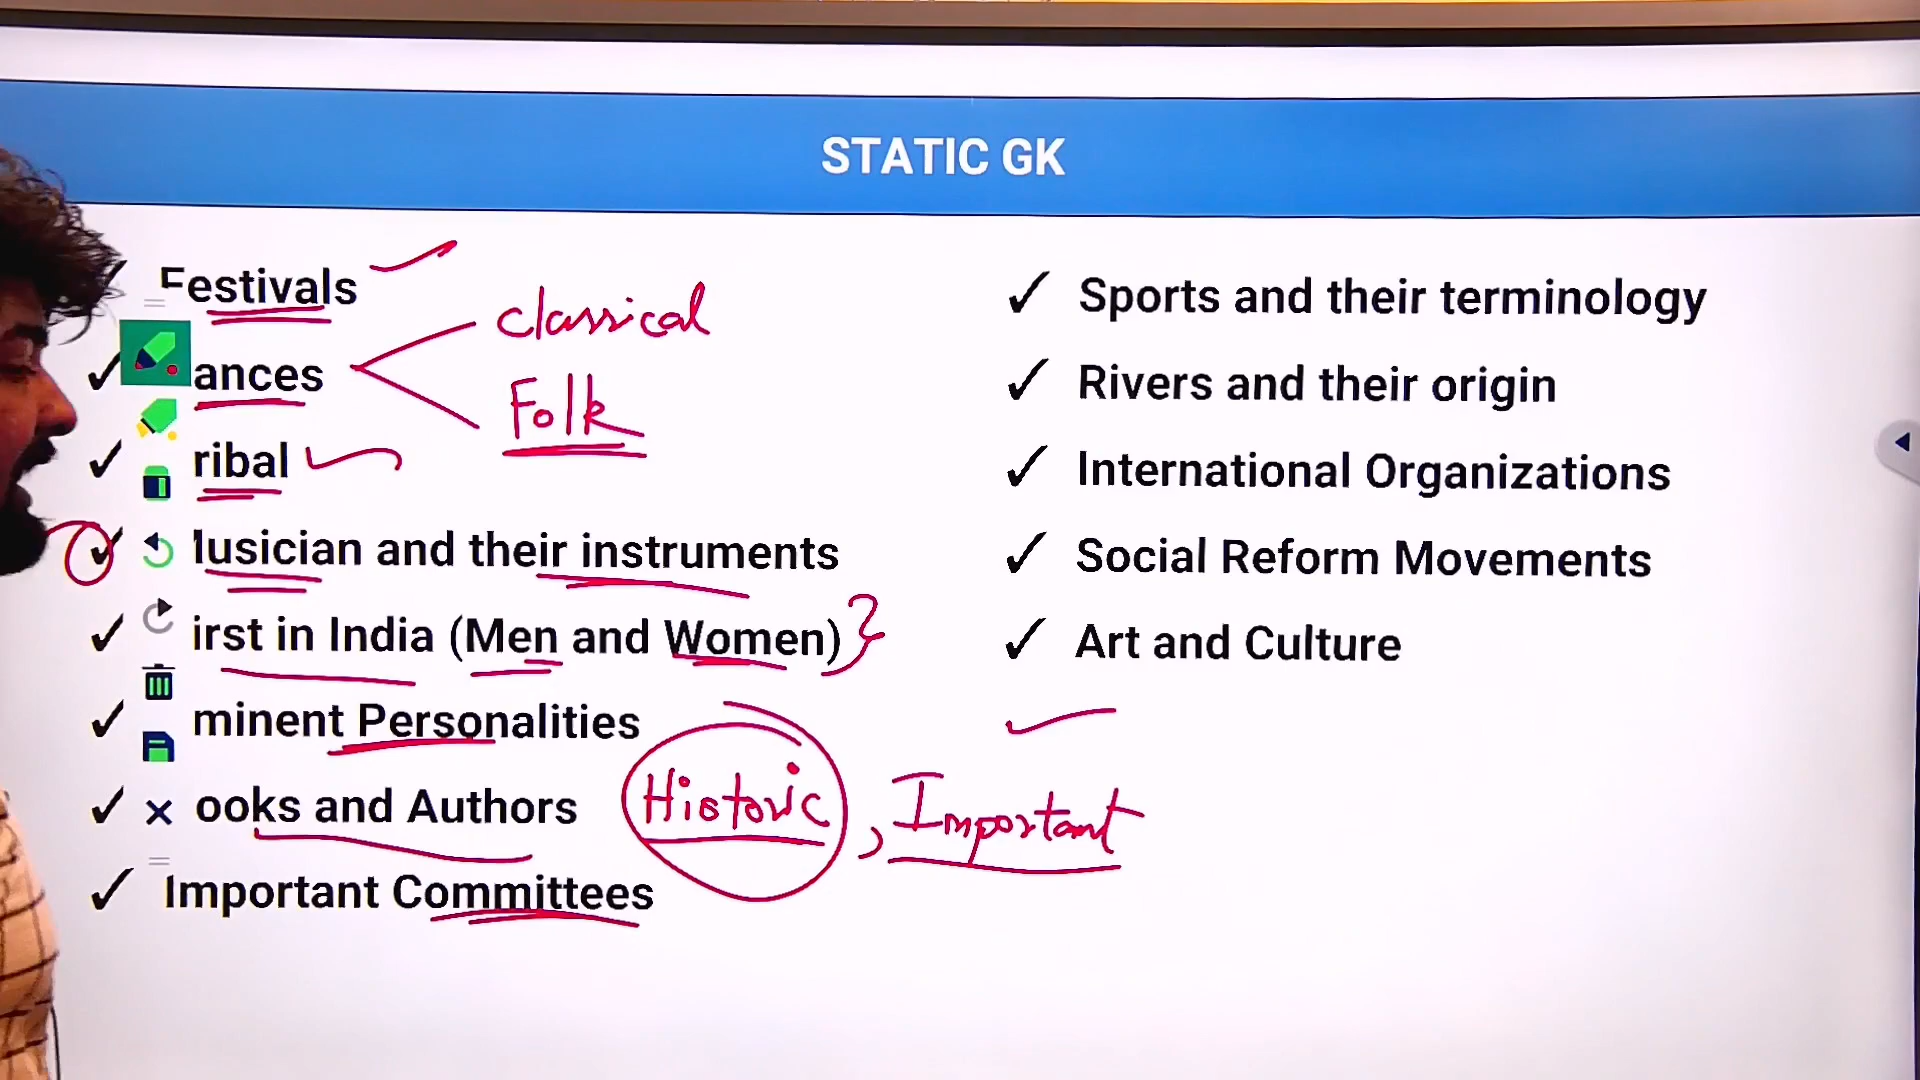 STATIC GK
Festivals
ances
classical
Folk
ribal
usician and their instruments
irst in India (Men and Women)
minent Personalities
ooks and Authors
Historic, Important
Important Committees
Sports and their terminology
Rivers and their origin
International Organizations
Social Reform Movements
Art and Culture